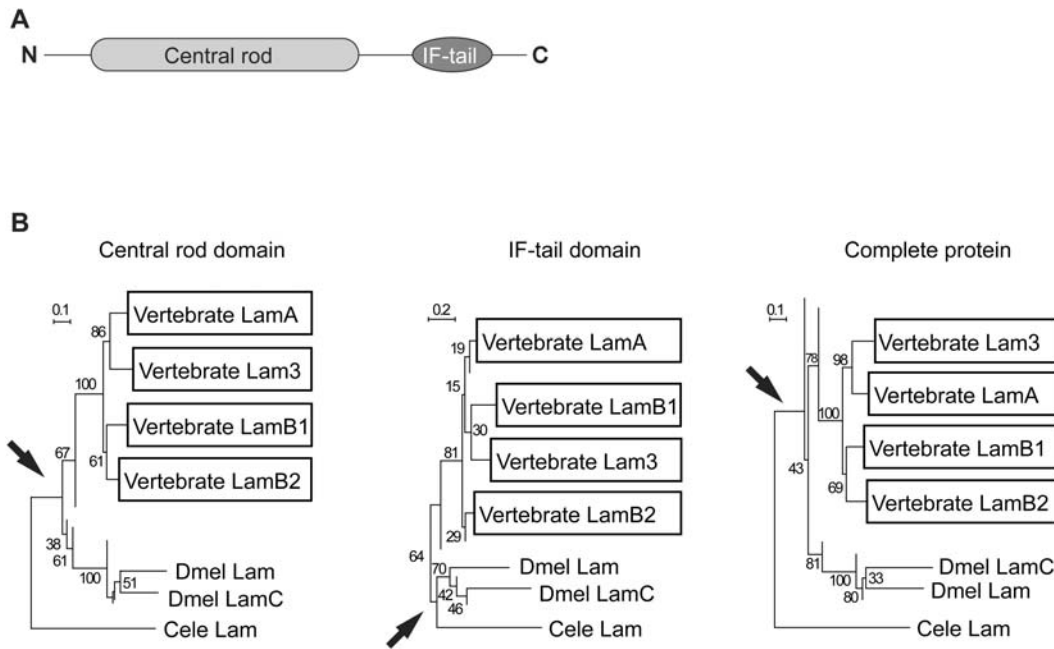 A
N Central rod IF-tail C
B
Central rod domain IF-tail domain Complete protein
0.1
86
Vertebrate LamA
Vertebrate Lam3
100
Vertebrate LamB1
67
61
Vertebrate LamB2
38
61
100
51
Dmel Lam
Dmel LamC
Cele Lam
0.2
19
Vertebrate LamA
15
Vertebrate LamB1
30
81
Vertebrate Lam3
Vertebrate LamB2
29
64
70
Dmel Lam
42
Dmel LamC
46
Cele Lam
0.1
78
98
Vertebrate Lam3
Vertebrate LamA
100
Vertebrate LamB1
43
69
Vertebrate LamB2
81
100
33
Dmel LamC
80
Dmel Lam
Cele Lam